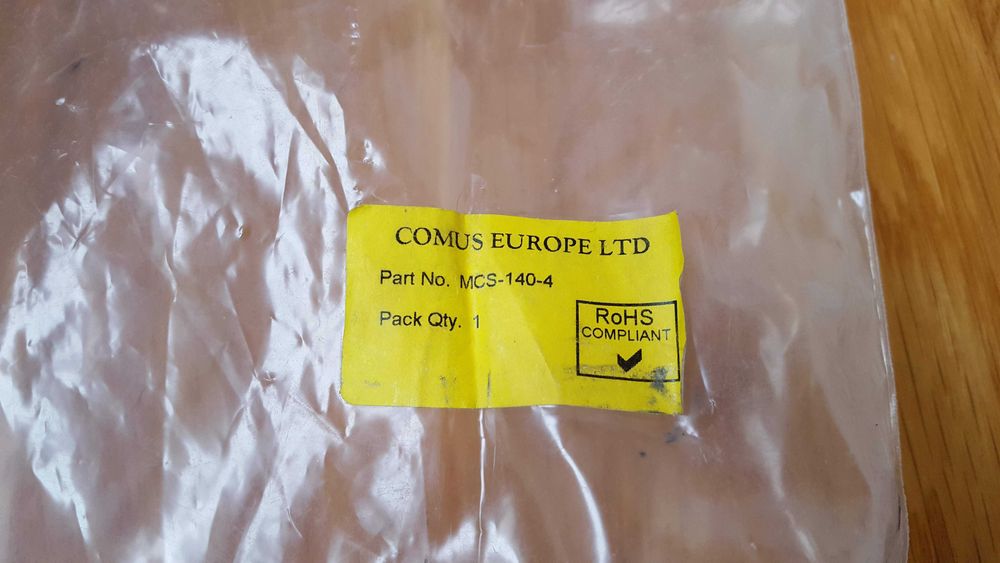 COMUS EUROPE LTD
Part No. MCS-140-4
Pack Qty. 1
RoHS
COMPLIANT